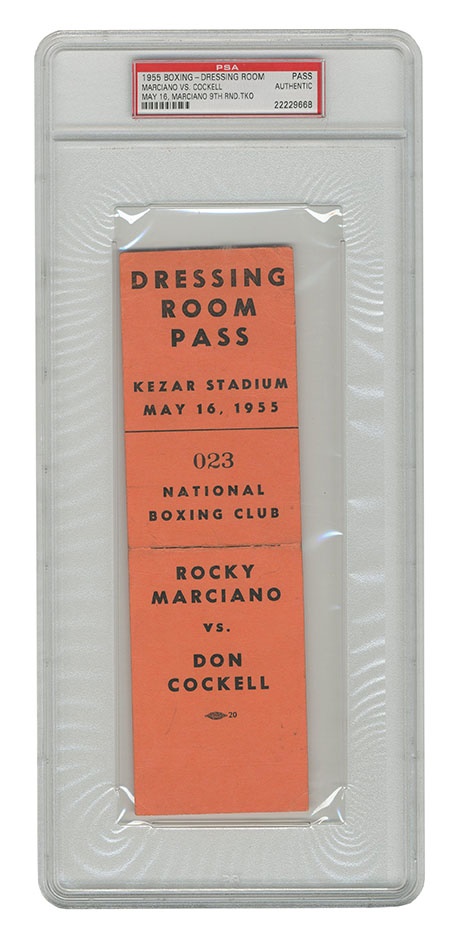 PSA
1955 BOXING – DRESSING ROOM PASS
MARCIANO VS. COCKELL AUTHENTIC
MAY 16, MARCIANO 9TH RND.TKO
22229668
DRESSING
ROOM
PASS
KEZAR STADIUM
MAY 16, 1955
023
NATIONAL
BOXING CLUB
ROCKY
MARCIANO
VS.
DON
COCKELL
20